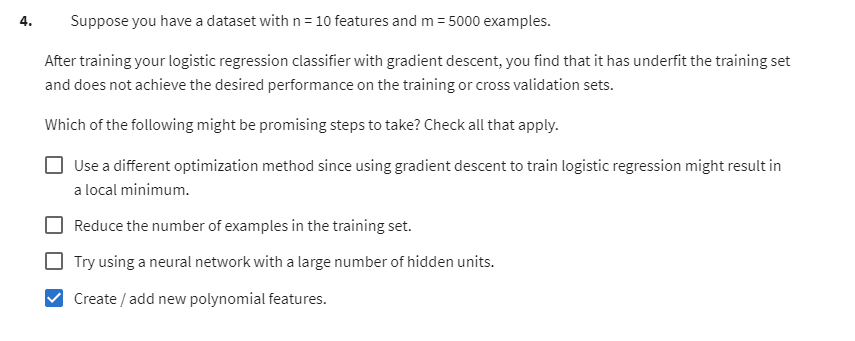 4. Suppose you have a dataset with n = 10 features and m = 5000 examples.
After training your logistic regression classifier with gradient descent, you find that it has underfit the training set
and does not achieve the desired performance on the training or cross validation sets.
Which of the following might be promising steps to take? Check all that apply.
Use a different optimization method since using gradient descent to train logistic regression might result in
a local minimum.
Reduce the number of examples in the training set.
Try using a neural network with a large number of hidden units.
Create / add new polynomial features.